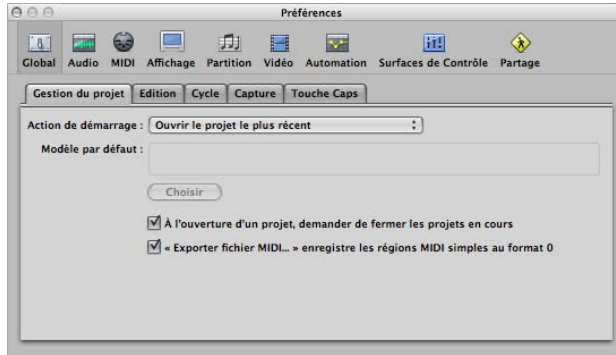 Préférences
Global Audio MIDI Affichage Partition Vidéo Automation Surfaces de Contrôle Partage
Gestion du projet Edition Cycle Capture Touche Caps
Action de démarrage : Ouvrir le projet le plus récent
Modèle par défaut :
Choisir
À l'ouverture d'un projet, demander de fermer les projets en cours
« Exporter fichier MIDI... » enregistre les régions MIDI simples au format 0